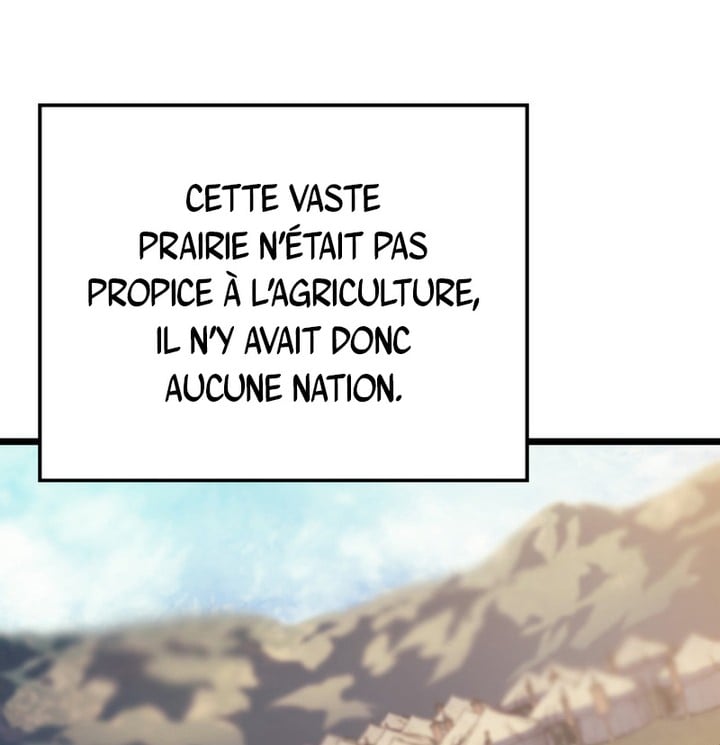 CETTE VASTE
PRAIRIE N'ÉTAIT PAS
PROPICE À L'AGRICULTURE,
IL N'Y AVAIT DONC
AUCUNE NATION.